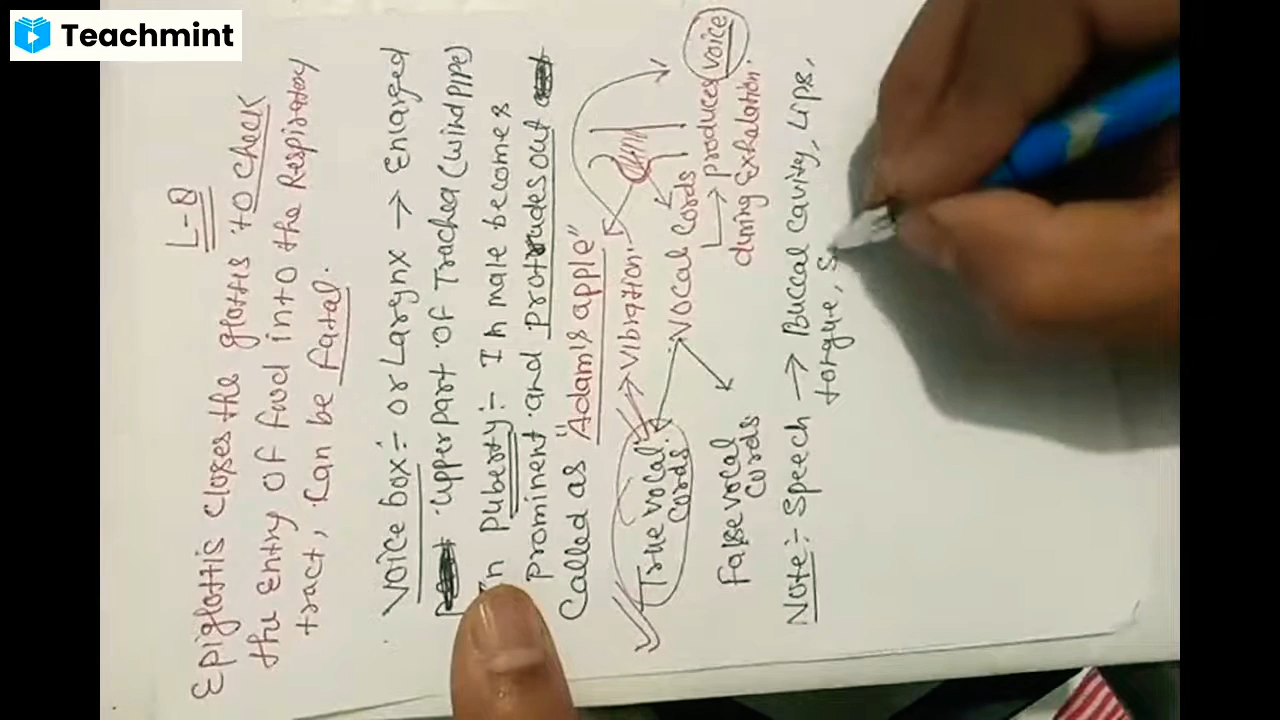 Teachmint
L-8
Epiglottis closes the glottis to check
the entry of food into the Respiratory
tract, can be fatal.
Voice box:- or Larynx → Enlarged
upper part of Trachea (wind pipe)
In puberty:- In male becomes
prominent and protrudes out
called as "Adam's apple"
True vocal cords.
Vibration.
Vocal cords
False vocal cords
produces voice
during Exhalation.
Note:- Speech → Buccal cavity, Lips,
tongue, S